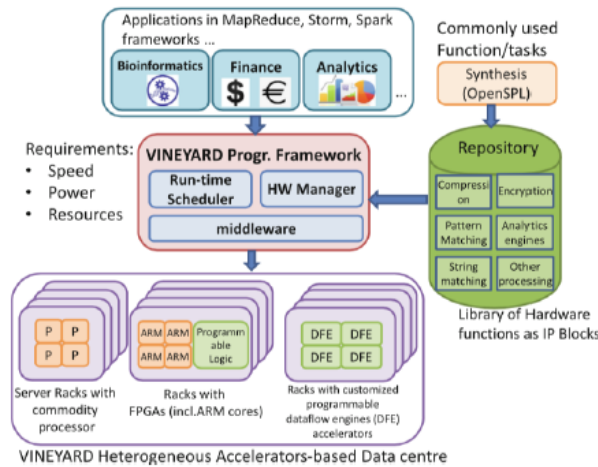 Applications in MapReduce, Storm, Spark
frameworks ...
Bioinformatics
Finance
$ €
Analytics
...
Commonly used
Function/tasks
Synthesis
(OpenSPL)
Requirements:
• Speed
• Power
• Resources
VINEYARD Progr. Framework
Run-time
Scheduler
HW Manager
middleware
Repository
Compressi
on
Encryption
Pattern
Matching
Analytics
engines
String
matching
Other
processing
Library of Hardware
functions as IP Blocks
P P
P P
Server Racks with
commodity
processor
ARM ARM
ARM ARM
Programm
able
Logic
Racks with
FPGAs (incl.ARM cores)
DFE DFE
DFE DFE
Racks with customized
programmable
dataflow engines (DFE)
accelerators
VINEYARD Heterogeneous Accelerators-based Data centre